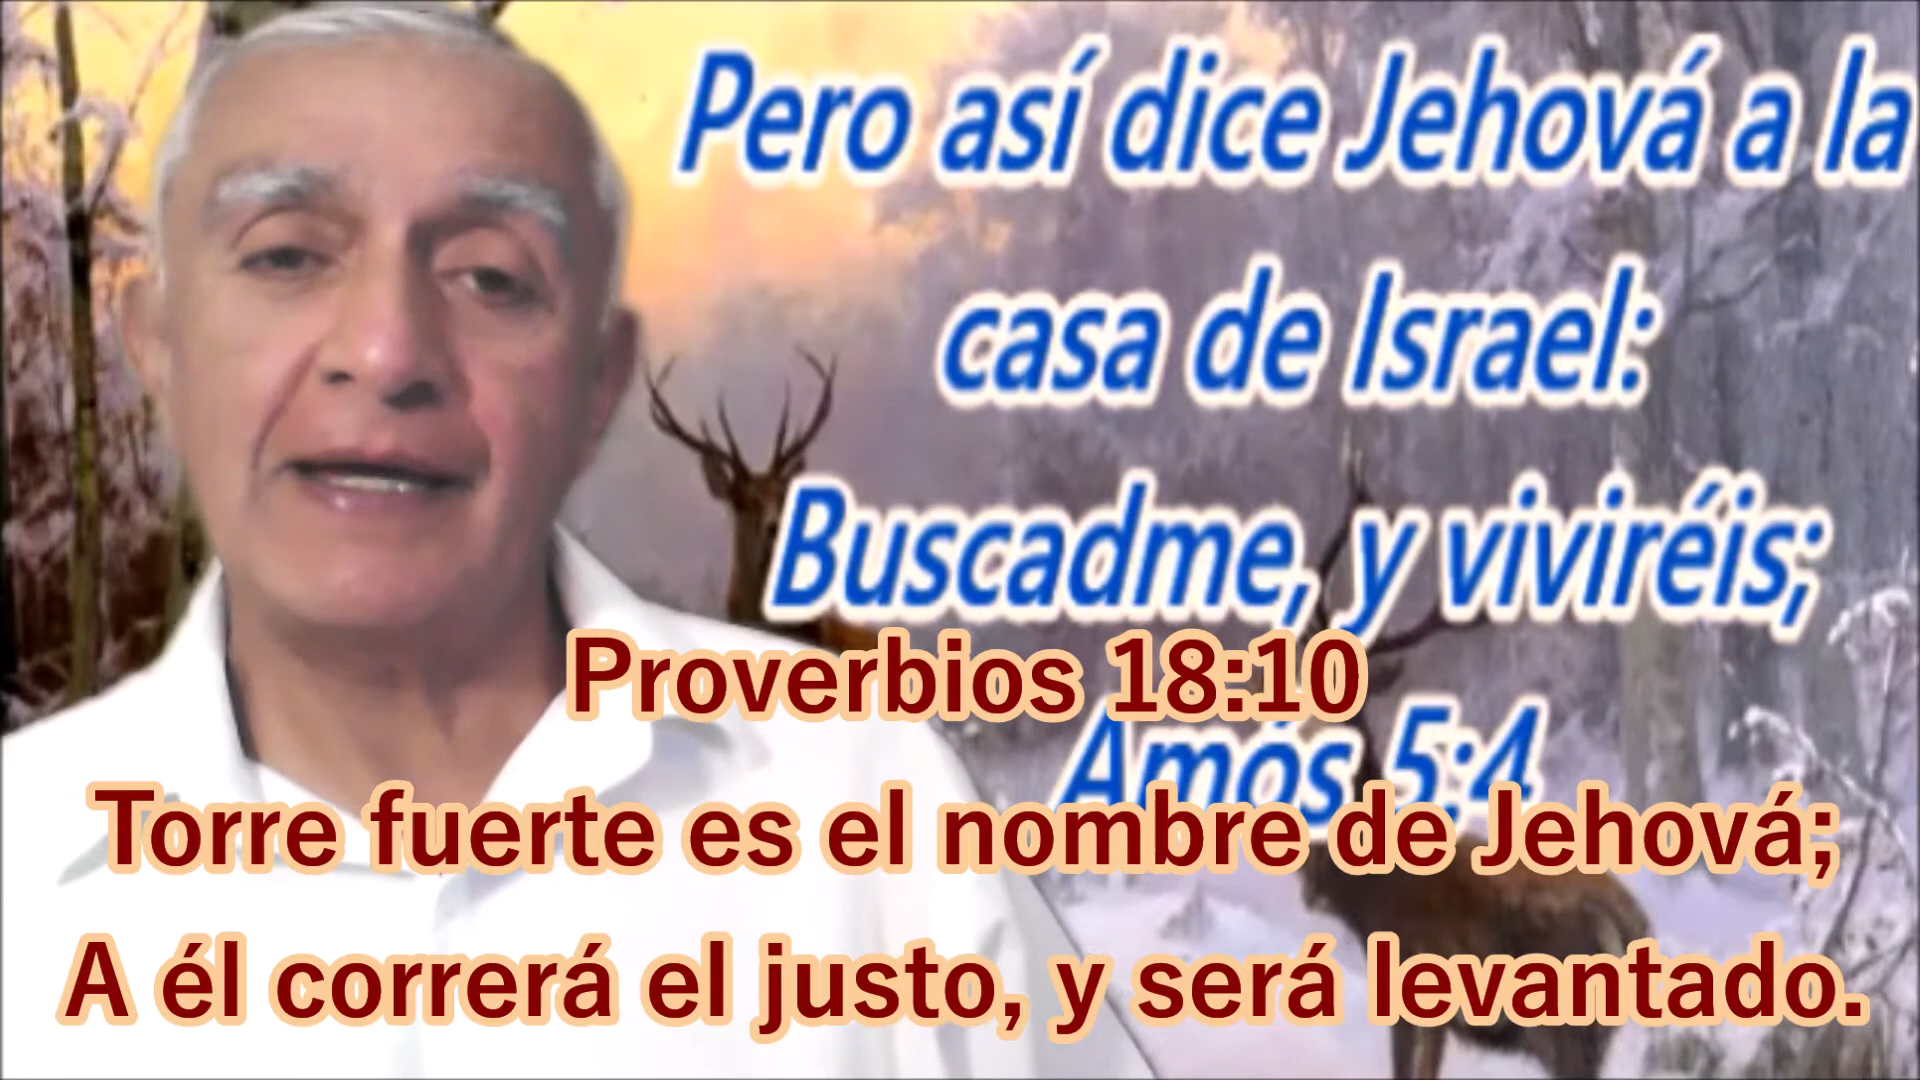 Pero así dice Jehová a la
casa de Israel:
Buscadme, y viviréis;
Amós 5:4
Proverbios 18:10
Torre fuerte es el nombre de Jehová;
A él correrá el justo, y será levantado.